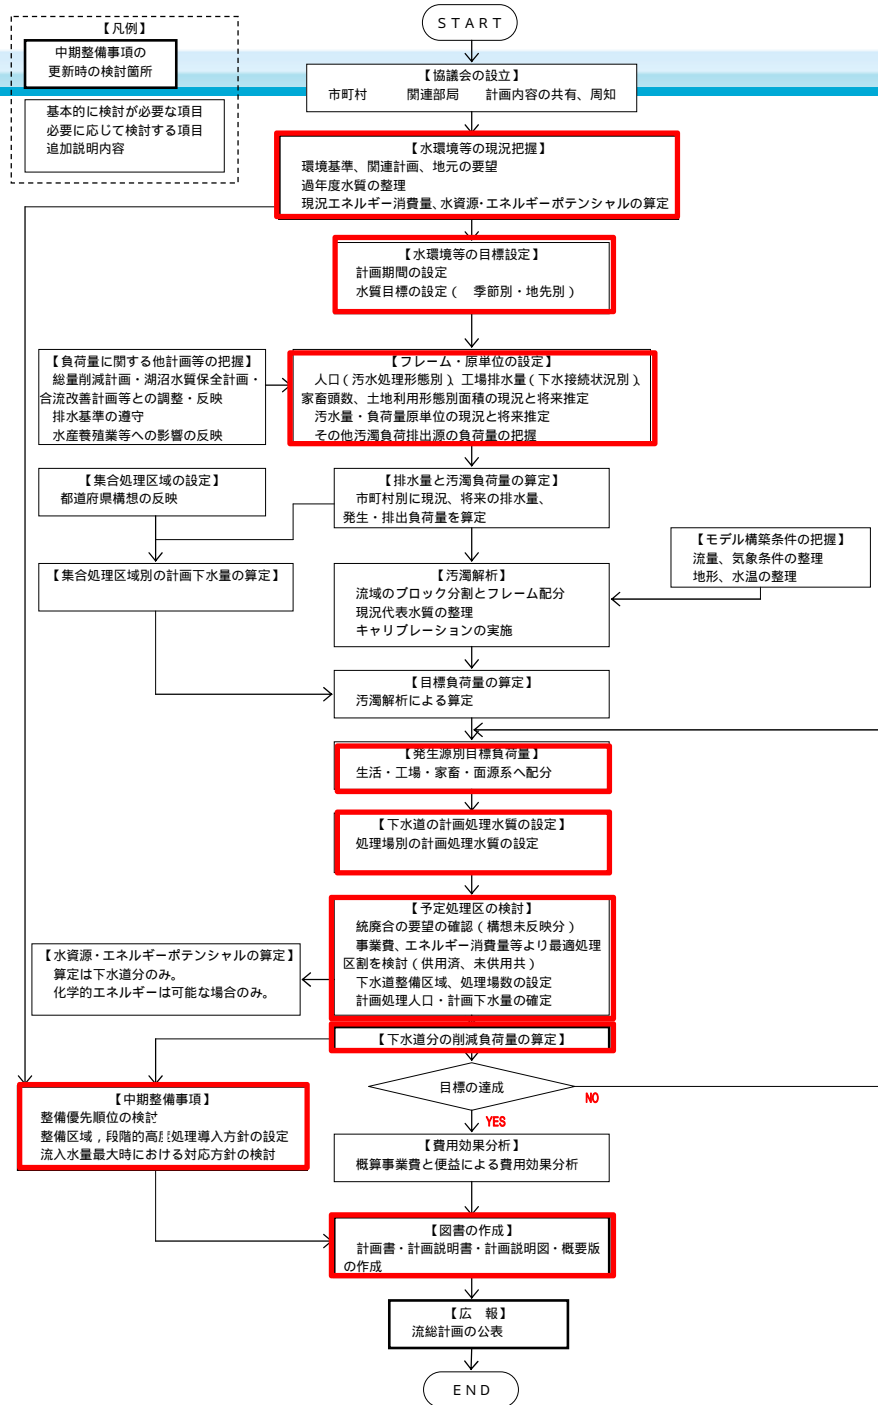 START
【凡例】
中期整備事項の
更新時の検討箇所
基本的に検討が必要な項目
必要に応じて検討する項目
追加説明内容
【協議会の設立】
市町村 関連部局 計画内容の共有、周知
【水環境等の現況把握】
環境基準、関連計画、地元の要望
過年度水質の整理
現況エネルギー消費量、水資源・エネルギーポテンシャルの算定
【水環境等の目標設定】
計画期間の設定
水質目標の設定( 季節別・地先別)
【負荷量に関する他計画等の把握】
総量削減計画・湖沼水質保全計画・
合流改善計画等との調整・反映
排水基準の遵守
水産養殖業等への影響の反映
【フレーム・原単位の設定】
人口(汚水処理形態別)、工場排水量(下水接続状況別)、
家畜頭数、土地利用形態別面積の現況と将来推定
汚水量・負荷量原単位の現況と将来推定
その他汚濁負荷排出源の負荷量の把握
【集合処理区域の設定】
都道府県構想の反映
【排水量と汚濁負荷量の算定】
市町村別に現況、将来の排水量、
発生・排出負荷量を算定
【モデル構築条件の把握】
流量、気象条件の整理
地形、水温の整理
【集合処理区域別の計画下水量の算定】
【汚濁解析】
流域のブロック分割とフレーム配分
現況代表水質の整理
キャリブレーションの実施
【目標負荷量の算定】
汚濁解析による算定
【発生源別目標負荷量】
生活・工場・家畜・面源系へ配分
【下水道の計画処理水質の設定】
処理場別の計画処理水質の設定
【予定処理区の検討】
統廃合の要望の確認(構想未反映分)
事業費、エネルギー消費量等より最適処理
区割を検討(供用済、未供用共)
下水道整備区域、処理場数の設定
計画処理人口・計画下水量の確定
【水資源・エネルギーポテンシャルの算定】
算定は下水道分のみ。
化学的エネルギーは可能な場合のみ。
【下水道分の削減負荷量の算定】
目標の達成
NO
YES
【中期整備事項】
整備優先順位の検討
整備区域,段階的高度処理導入方針の設定
流入水量最大時における対応方針の検討
【費用効果分析】
概算事業費と便益による費用効果分析
【図書の作成】
計画書・計画説明書・計画説明図・概要版
の作成
【広 報】
流総計画の公表
END